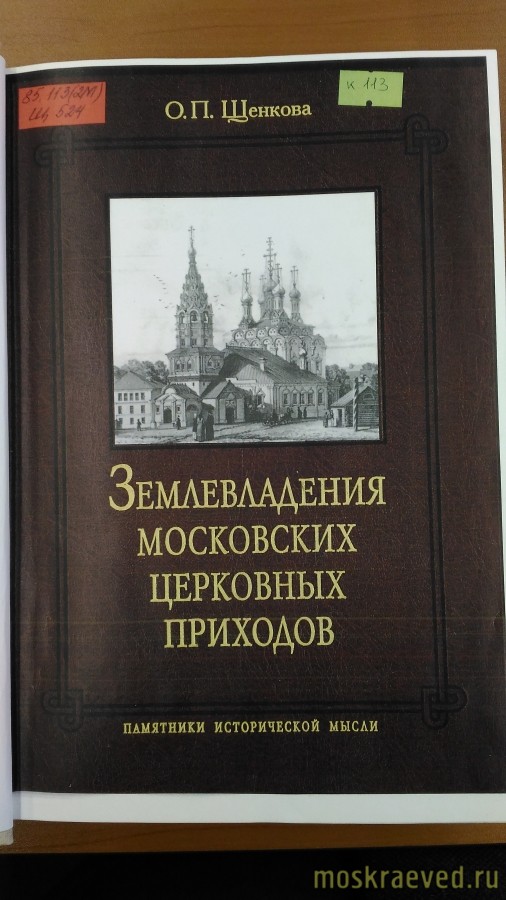 85.113(2М)
Щ 524
к 113
О.П. Щенкова
Землевладения
московских
церковных
приходов
Памятники исторической мысли
moskraeved.ru